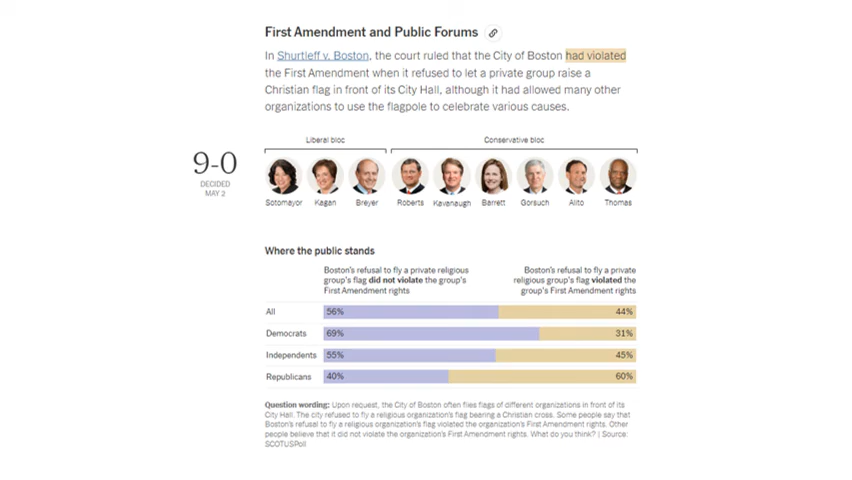 First Amendment and Public Forums
In Shurtleff v. Boston, the court ruled that the City of Boston had violated
the First Amendment when it refused to let a private group raise a
Christian flag in front of its City Hall, although it had allowed many other
organizations to use the flagpole to celebrate various causes.
Liberal bloc
Conservative bloc
9-0
DECIDED
MAY 2
Sotomayor Kagan Breyer Roberts Kavanaugh Barrett Gorsuch Alito Thomas
Where the public stands
Boston's refusal to fly a private religious
group's flag did not violate the group's
First Amendment rights
Boston's refusal to fly a private
religious group's flag violated the
group's First Amendment rights
All 56% 44%
Democrats 69% 31%
Independents 55% 45%
Republicans 40% 60%
Question wording: Upon request, the City of Boston often flies flags of different organizations in front of its
City Hall. The city refused to fly a religious organization's flag bearing a Christian cross. Some people say that
Boston's refusal to fly a religious organization's flag violated the organization's First Amendment rights. Other
people believe that it did not violate the organization's First Amendment rights. What do you think? | Source:
SCOTUSPoll